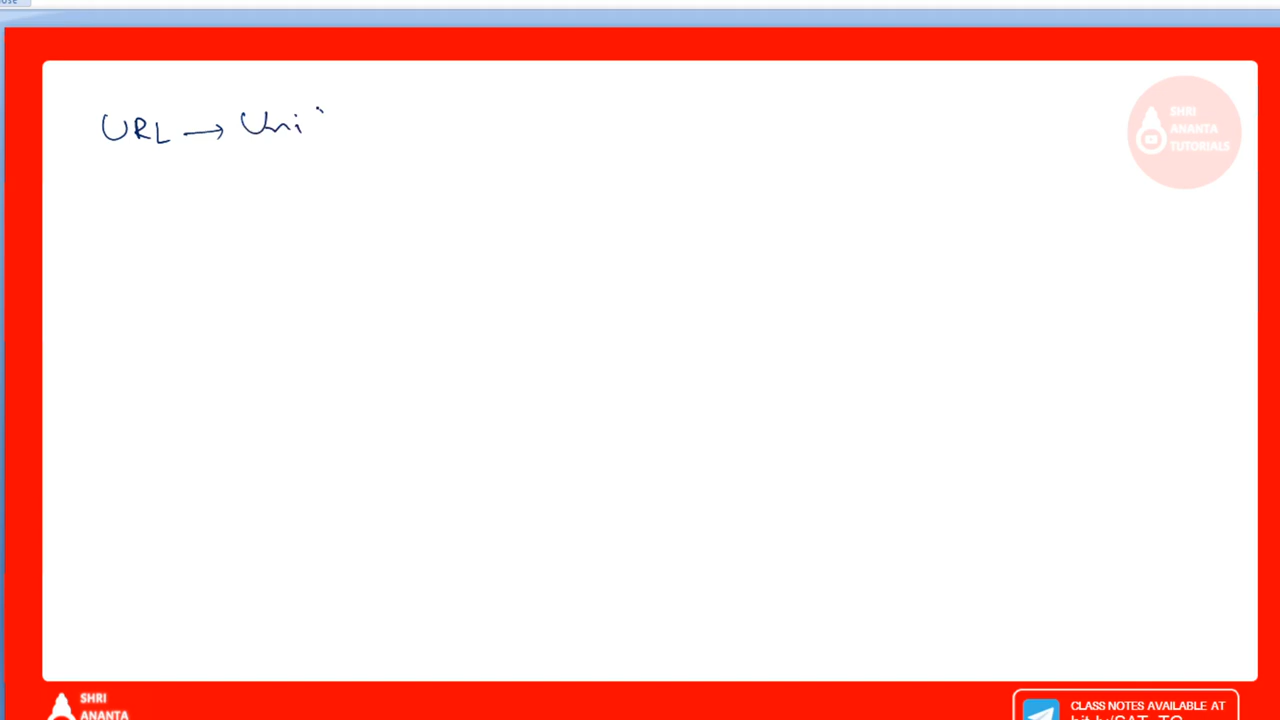 URL → Uni
SHRI
ANANTA
TUTORIALS
SHRI
ANANTA
CLASS NOTES AVAILABLE AT